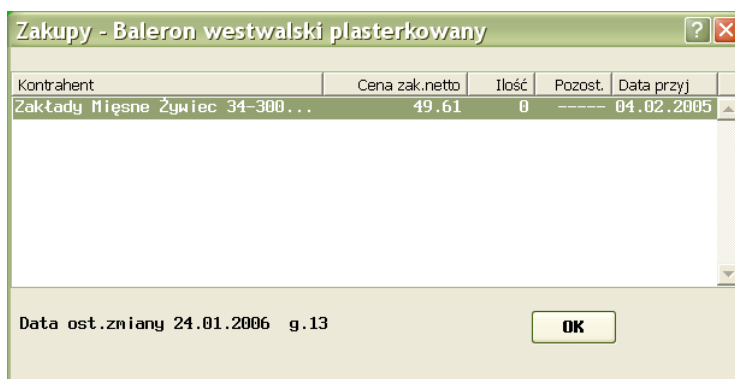 Zakupy - Baleron westwalski plasterkowany
Kontrahent Cena zak.netto Ilość Pozost. Data przyj
Zakłady Mięsne Żywiec 34-300... 49.61 0 ----- 04.02.2005
Data ost.zmiany 24.01.2006 g.13
OK